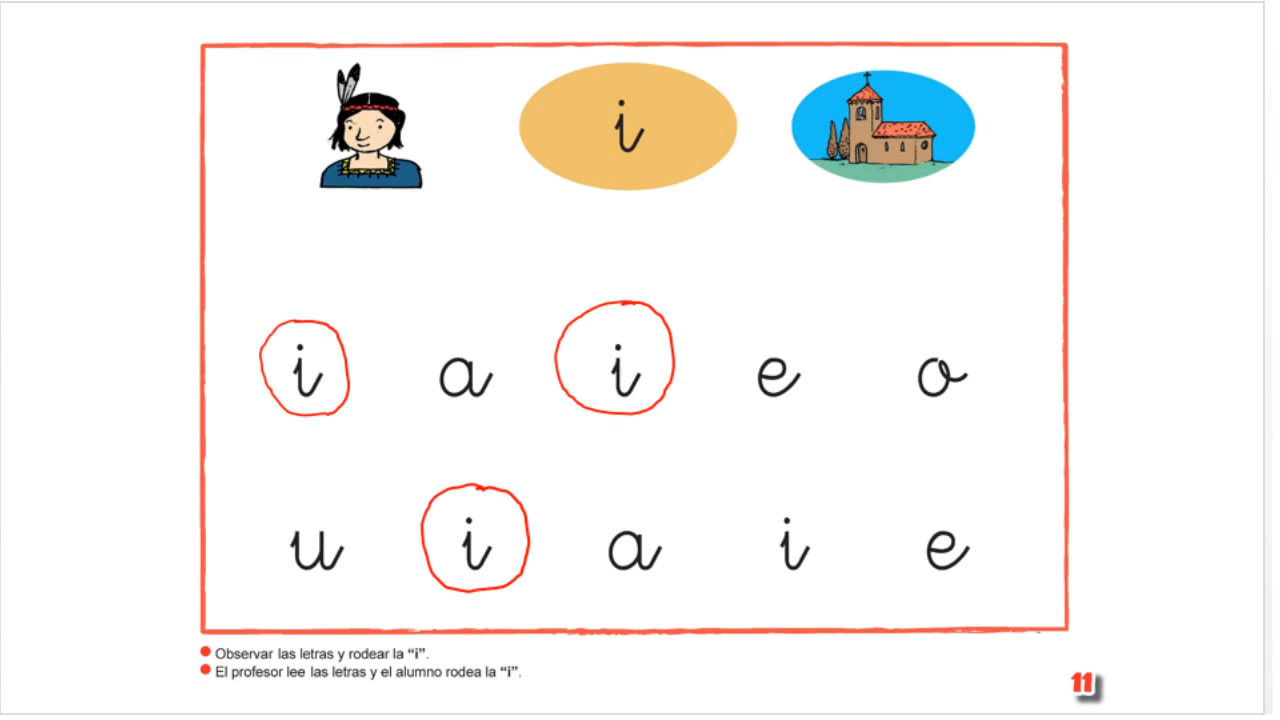 i
i a i e o
u i a i e
Observar las letras y rodear la “i”.
El profesor lee las letras y el alumno rodea la “i”.
11